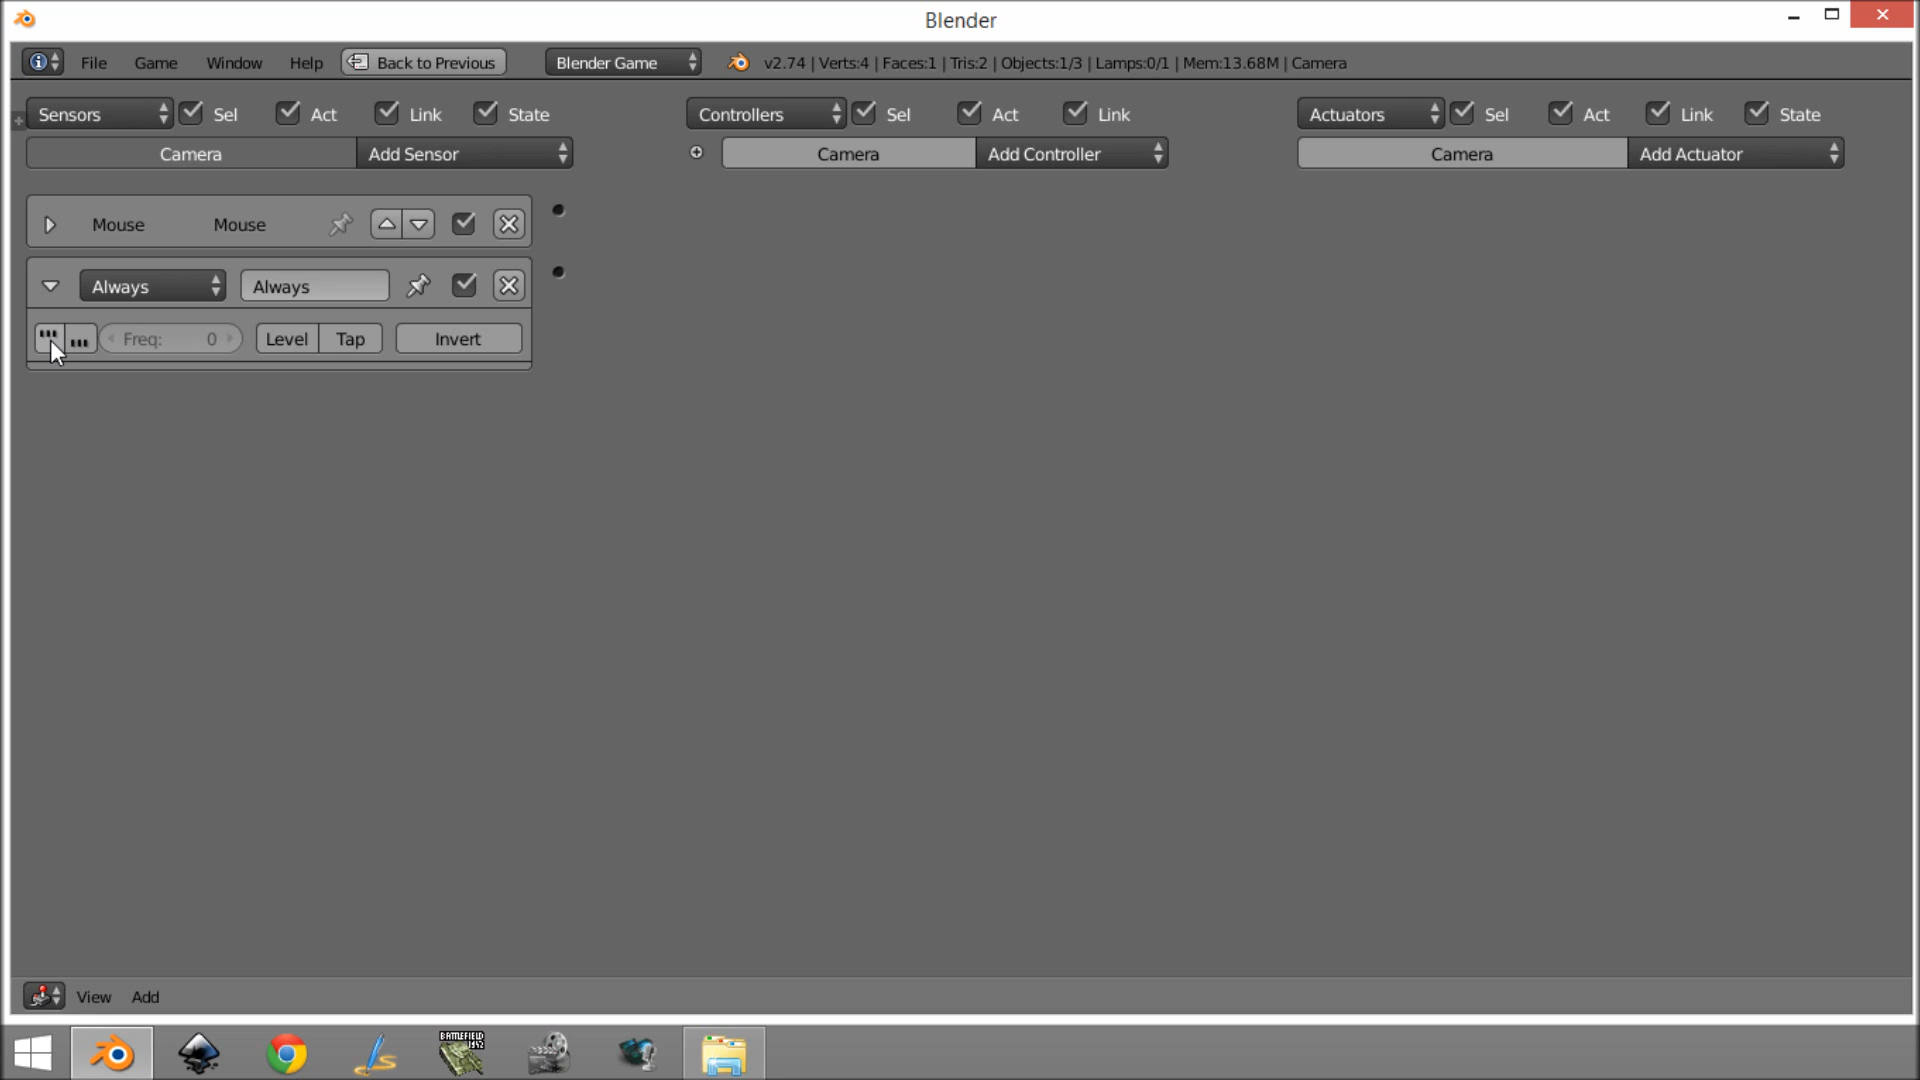 Blender
File Game Window Help Back to Previous Blender Game v2.74 | Verts:4 | Faces:1 | Tris:2 | Objects:1/3 | Lamps:0/1 | Mem:13.68M | Camera
Sensors Sel Act Link State Controllers Sel Act Link Actuators Sel Act Link State
Camera Add Sensor Camera Add Controller Camera Add Actuator
Mouse Mouse
Always Always
Freq: 0 Level Tap Invert
View Add
BATTLEFIELD
1942